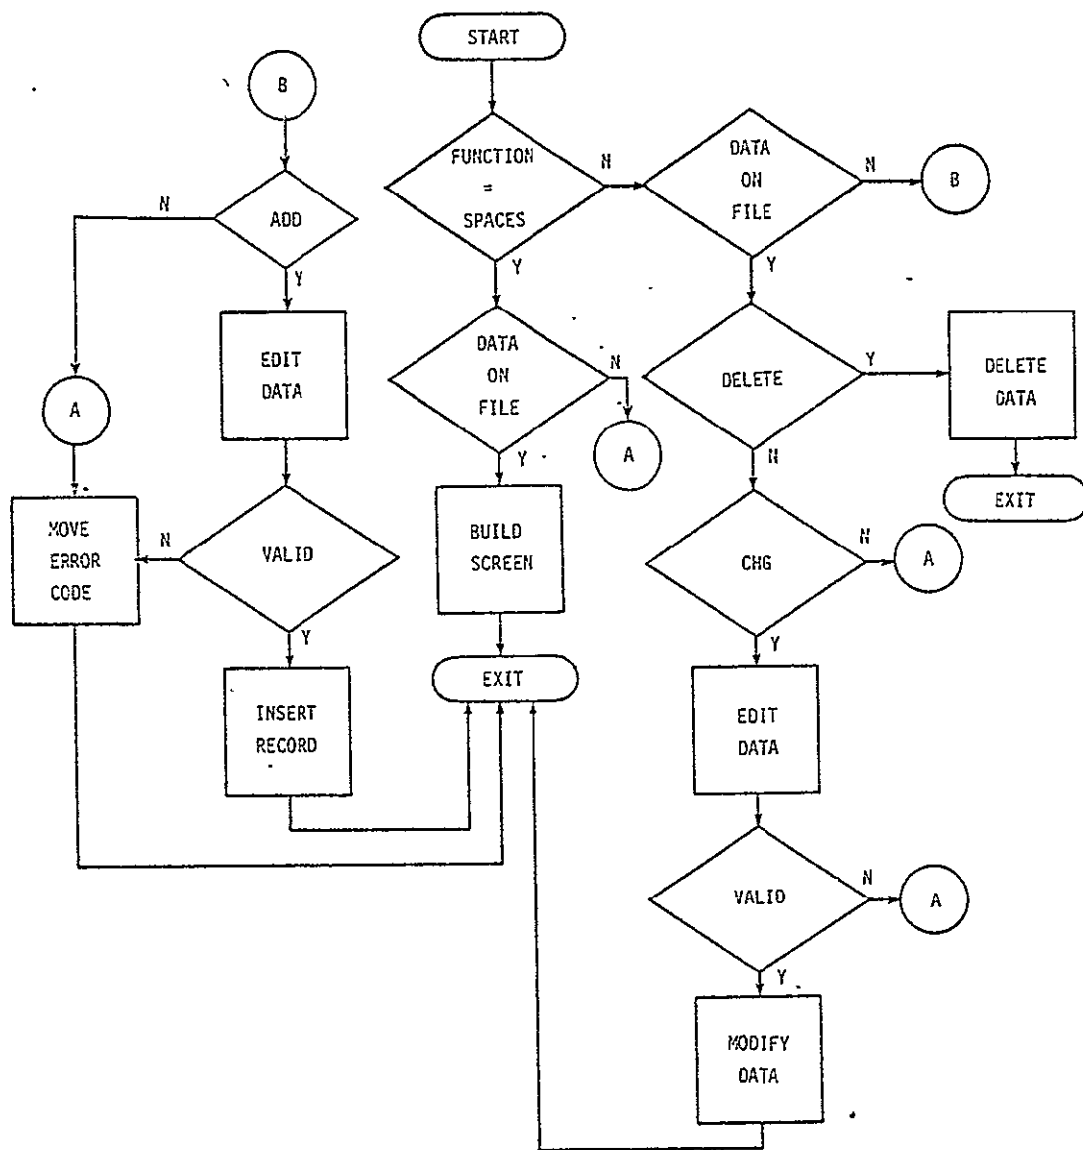 START
B
FUNCTION
=
SPACES
N
DATA
ON
FILE
N
B
N
ADD
Y
Y
Y
EDIT
DATA
DATA
ON
FILE
N
A
DELETE
Y
DELETE
DATA
A
Y
N
EXIT
MOVE
ERROR
CODE
N
VALID
Y
BUILD
SCREEN
CHG
N
A
Y
EXIT
INSERT
RECORD
EDIT
DATA
VALID
N
A
Y
MODIFY
DATA